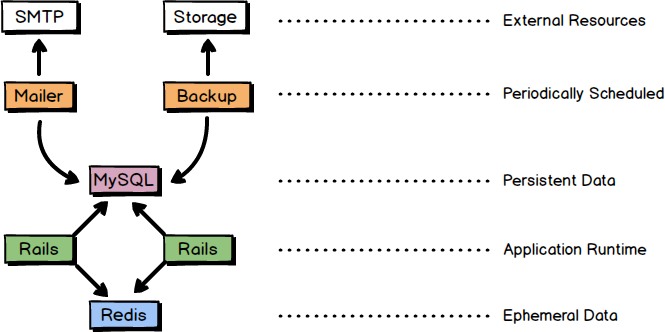 SMTP Storage External Resources
Mailer Backup Periodically Scheduled
MySQL Persistent Data
Rails Rails Application Runtime
Redis Ephemeral Data